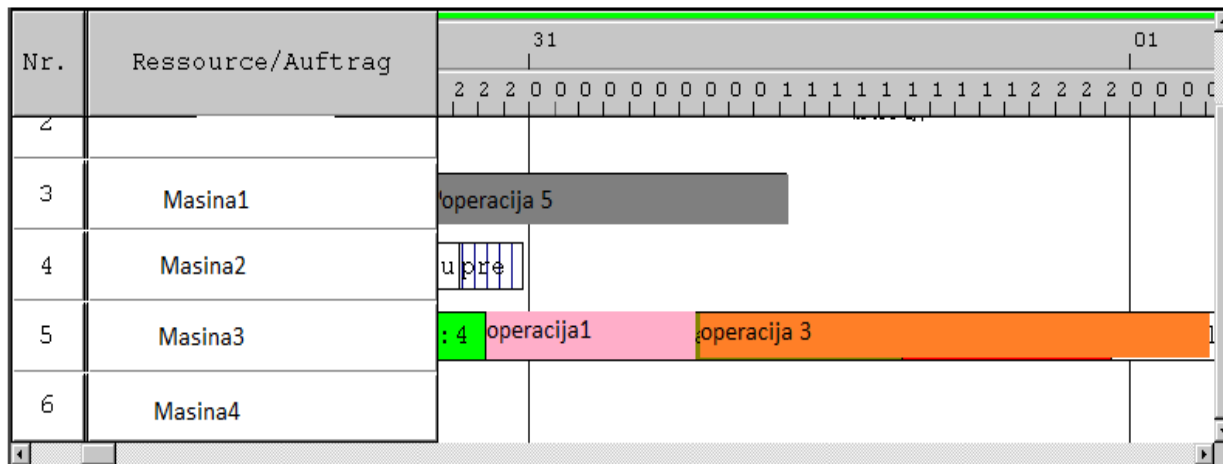 Nr.
Ressource/Auftrag
31
01
2 2 2 0 0 0 0 0 0 0 0 0 0 1 1 1 1 1 1 1 1 1 1 2 2 2 2 0 0 0 0
2
3
Masina1
operacija 5
4
Masina2
u pre
5
Masina3
:4
operacija1
operacija 3
6
Masina4